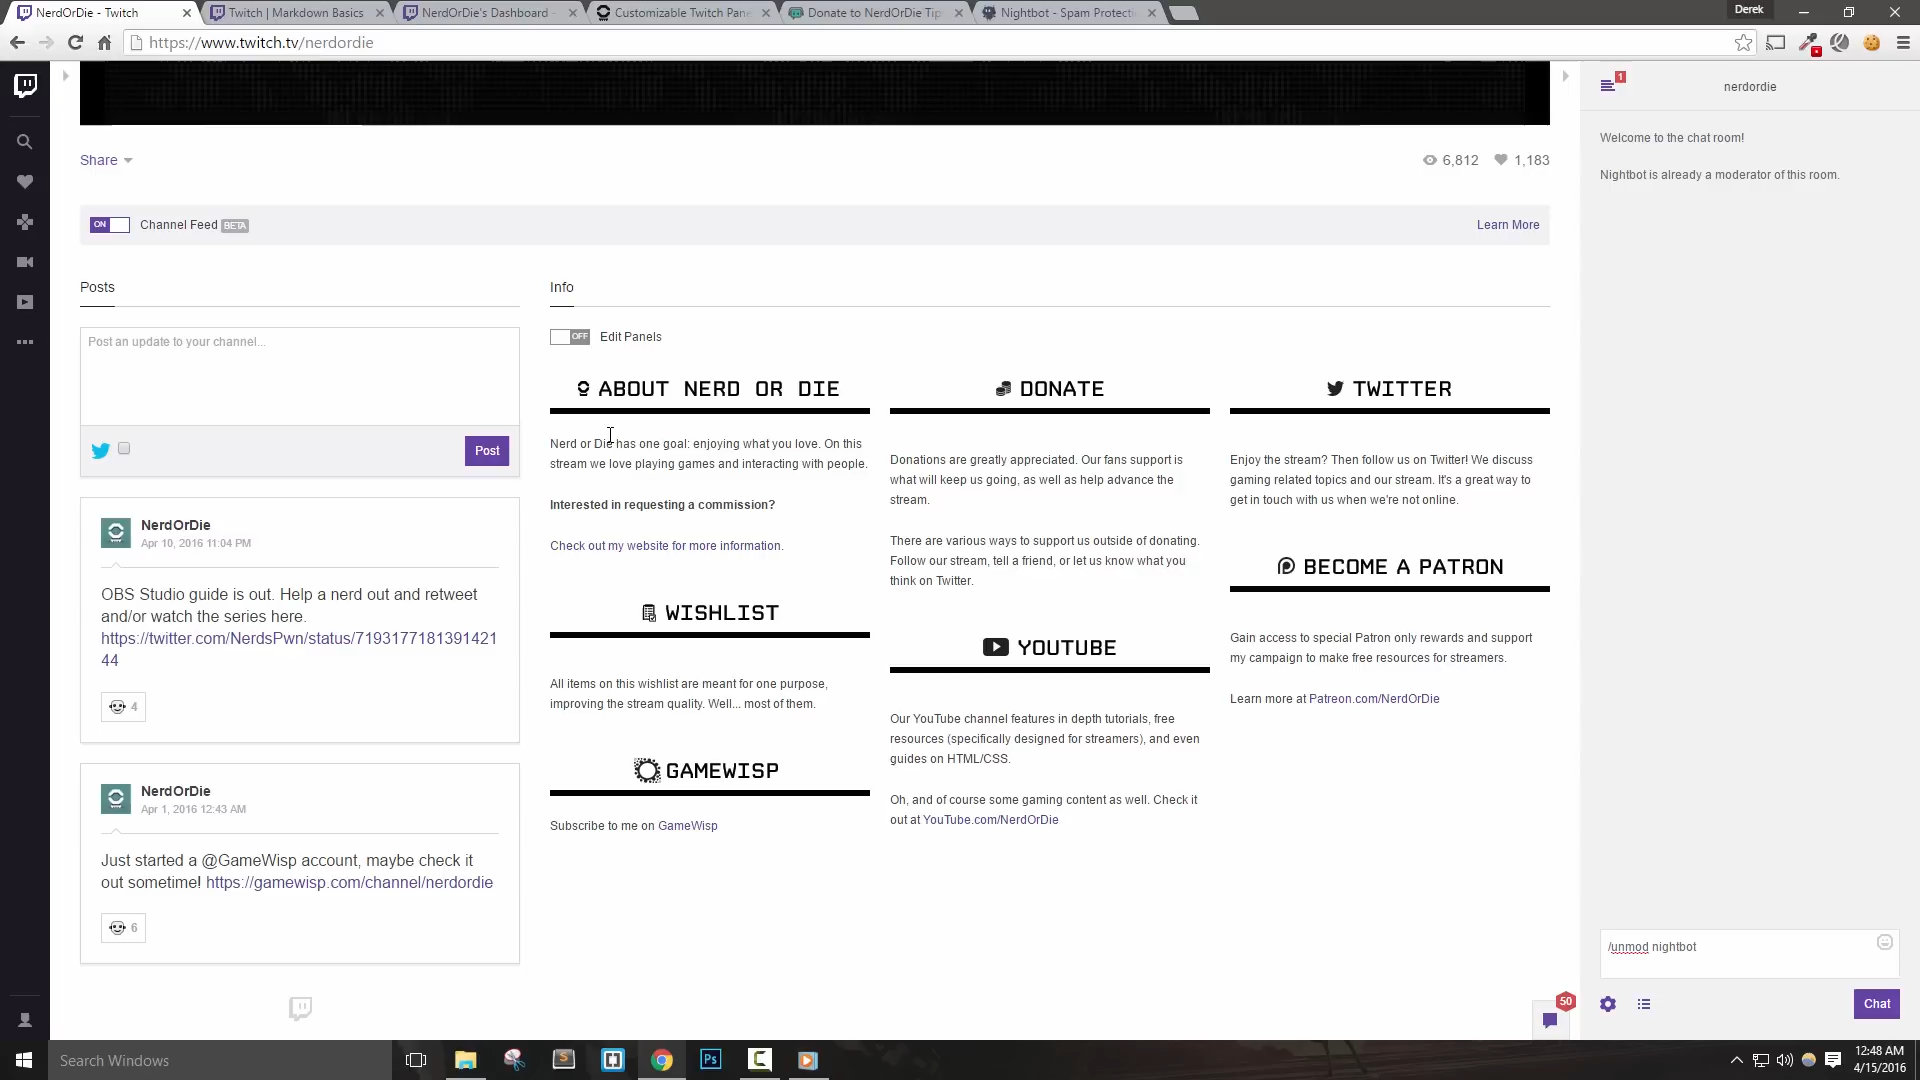 NerdOrDie - Twitch
Twitch | Markdown Basics
NerdOrDie's Dashboard -
Customizable Twitch Pane
Donate to NerdOrDie Tip
Nightbot - Spam Protecti
Derek
https://www.twitch.tv/nerdordie
1
nerdordie
Welcome to the chat room!
Nightbot is already a moderator of this room.
Share
6,812
1,183
ON
Channel Feed BETA
Learn More
Posts
Info
Post an update to your channel...
OFF Edit Panels
Post
NerdOrDie
Apr 10, 2016 11:04 PM
OBS Studio guide is out. Help a nerd out and retweet
and/or watch the series here.
https://twitter.com/NerdsPwn/status/7193177181391421
44
4
NerdOrDie
Apr 1, 2016 12:43 AM
Just started a @GameWisp account, maybe check it
out sometime! https://gamewisp.com/channel/nerdordie
6
ABOUT NERD OR DIE
Nerd or Die has one goal: enjoying what you love. On this
stream we love playing games and interacting with people.
Interested in requesting a commission?
Check out my website for more information.
WISHLIST
All items on this wishlist are meant for one purpose,
improving the stream quality. Well... most of them.
GAMEWISP
Subscribe to me on GameWisp
DONATE
Donations are greatly appreciated. Our fans support is
what will keep us going, as well as help advance the
stream.
There are various ways to support us outside of donating.
Follow our stream, tell a friend, or let us know what you
think on Twitter.
YOUTUBE
Our YouTube channel features in depth tutorials, free
resources (specifically designed for streamers), and even
guides on HTML/CSS.
Oh, and of course some gaming content as well. Check it
out at YouTube.com/NerdOrDie
TWITTER
Enjoy the stream? Then follow us on Twitter! We discuss
gaming related topics and our stream. It's a great way to
get in touch with us when we're not online.
BECOME A PATRON
Gain access to special Patron only rewards and support
my campaign to make free resources for streamers.
Learn more at Patreon.com/NerdOrDie
/unmod nightbot
50
Chat
Search Windows
S
Ps
12:48 AM
4/15/2016